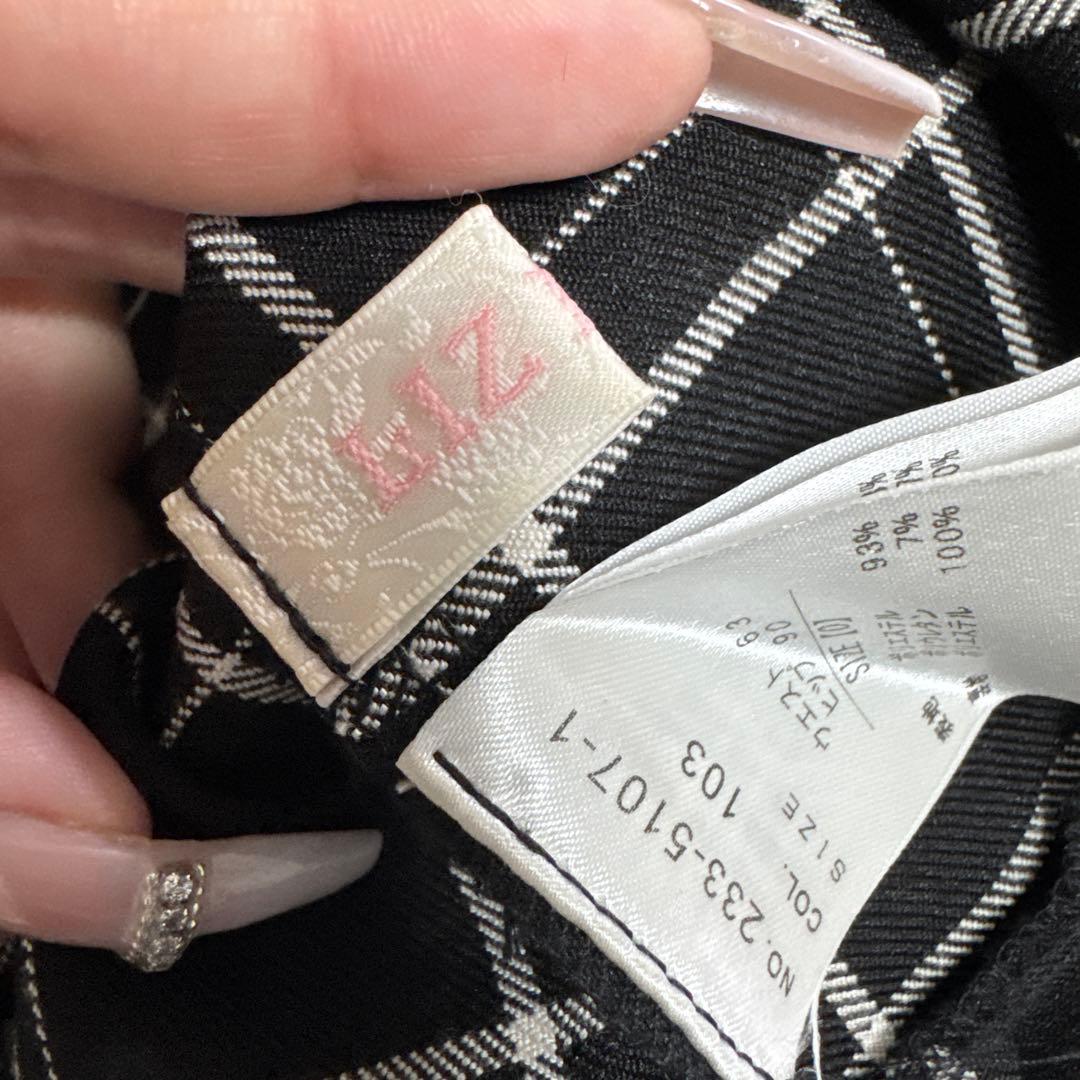 LIZ
NO.233-5107-1
COL. 103
SIZE
ウエスト 63
ヒップ 90
SIZE 101
表地 ポリエステル 93%
ポリウレタン 7%
ポリエステル 100%